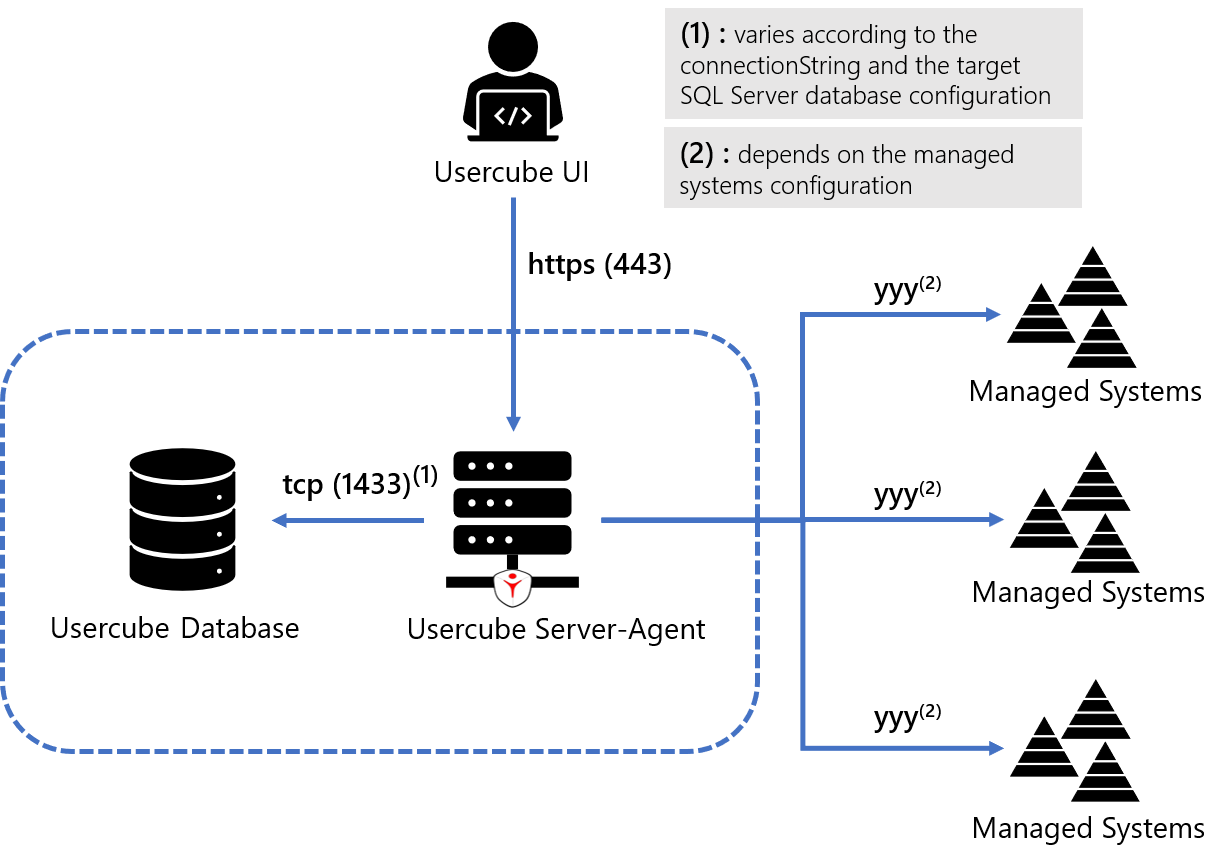 (1) : varies according to the
connectionString and the target
SQL Server database configuration
(2) : depends on the managed
systems configuration
</>
Usercube UI
https (443)
yyy(2)
Managed Systems
tcp (1433)(1)
yyy(2)
Managed Systems
Usercube Database
Usercube Server-Agent
yyy(2)
Managed Systems